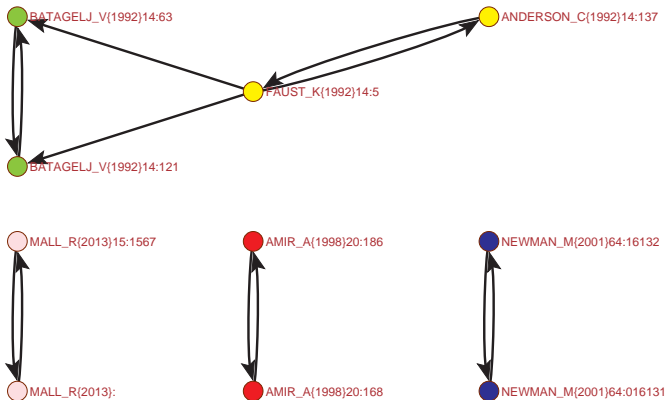 BATAGELJ_V{1992}14:63
ANDERSON_C{1992}14:137
FAUST_K{1992}14:5
BATAGELJ_V{1992}14:121
MALL_R{2013}15:1567
AMIR_A{1998}20:186
NEWMAN_M{2001}64:16132
MALL_R{2013}:
AMIR_A{1998}20:168
NEWMAN_M{2001}64:016131